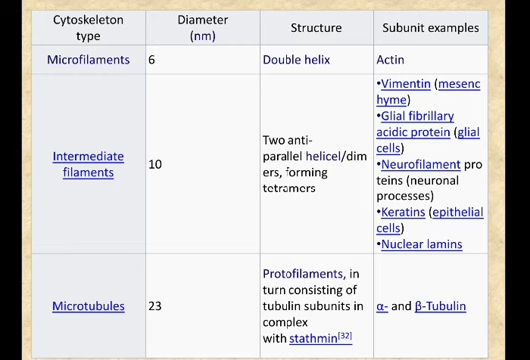 Cytoskeleton
type
Diameter
(nm)
Structure
Subunit examples
Microfilaments
6
Double helix
Actin
Intermediate
filaments
10
Two anti-
parallel helicel/dim
ers, forming
tetramers
•Vimentin (mesenc
hyme)
•Glial fibrillary
acidic protein (glial
cells)
•Neurofilament pro
teins (neuronal
processes)
•Keratins (epithelial
cells)
•Nuclear lamins
Microtubules
23
Protofilaments, in
turn consisting of
tubulin subunits in
complex
with stathmin[32]
α- and β-Tubulin